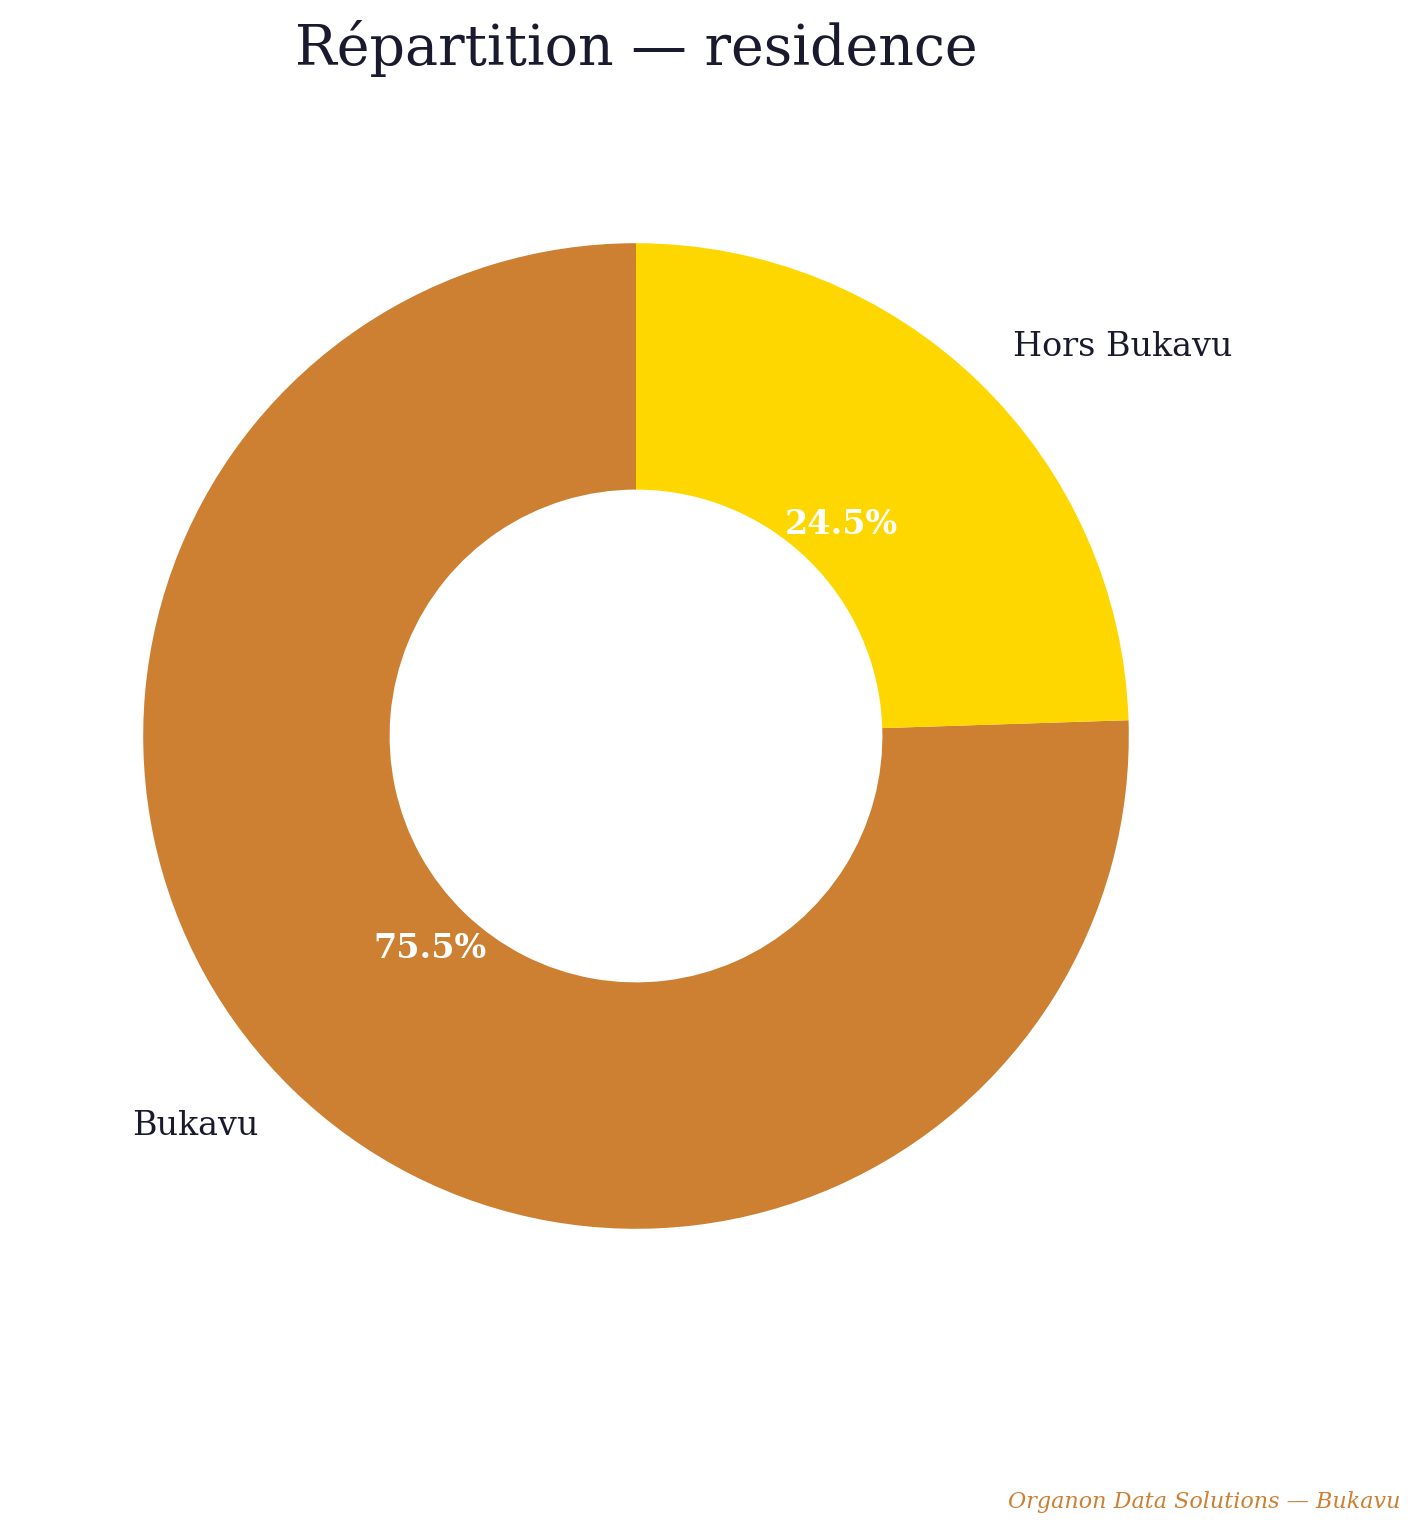 Répartition — residence
Hors Bukavu
24.5%
75.5%
Bukavu
Organon Data Solutions — Bukavu